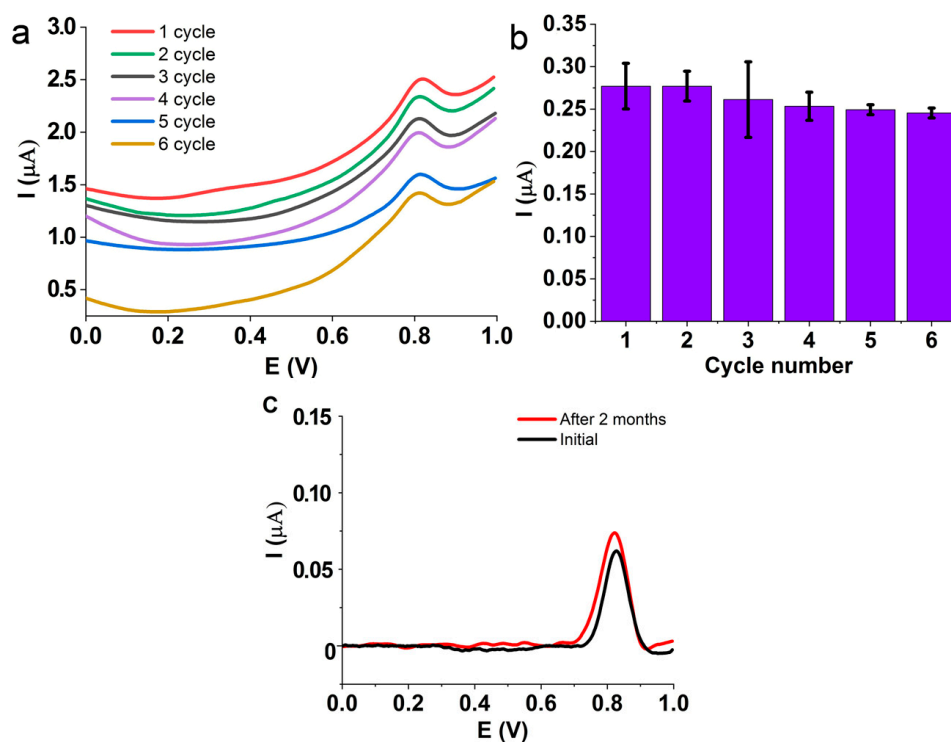 a
1 cycle
2 cycle
3 cycle
4 cycle
5 cycle
6 cycle
I (μA)
3.0
2.5
2.0
1.5
1.0
0.5
0.0 0.2 0.4 0.6 0.8 1.0
E (V)
b
I (μA)
0.35
0.30
0.25
0.20
0.15
0.10
0.05
0.00
1 2 3 4 5 6
Cycle number
c
After 2 months
Initial
I (μA)
0.15
0.10
0.05
0
0.0 0.2 0.4 0.6 0.8 1.0
E (V)